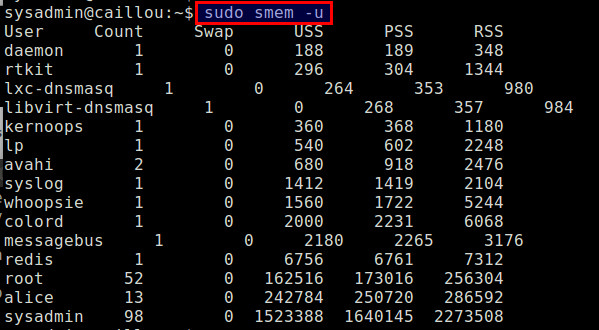 sysadmin@caillou:~$ sudo smem -u
User Count Swap USS PSS RSS
daemon 1 0 188 189 348
rtkit 1 0 296 304 1344
lxc-dnsmasq 1 0 264 353 980
libvirt-dnsmasq 1 0 268 357 984
kernoops 1 0 360 368 1180
lp 1 0 540 602 2248
avahi 2 0 680 918 2476
syslog 1 0 1412 1419 2104
whoopsie 1 0 1560 1722 5244
colord 1 0 2000 2231 6068
messagebus 1 0 2180 2265 3176
redis 1 0 6756 6761 7312
root 52 0 162516 173016 256304
alice 13 0 242784 250720 286592
sysadmin 98 0 1523388 1640145 2273508